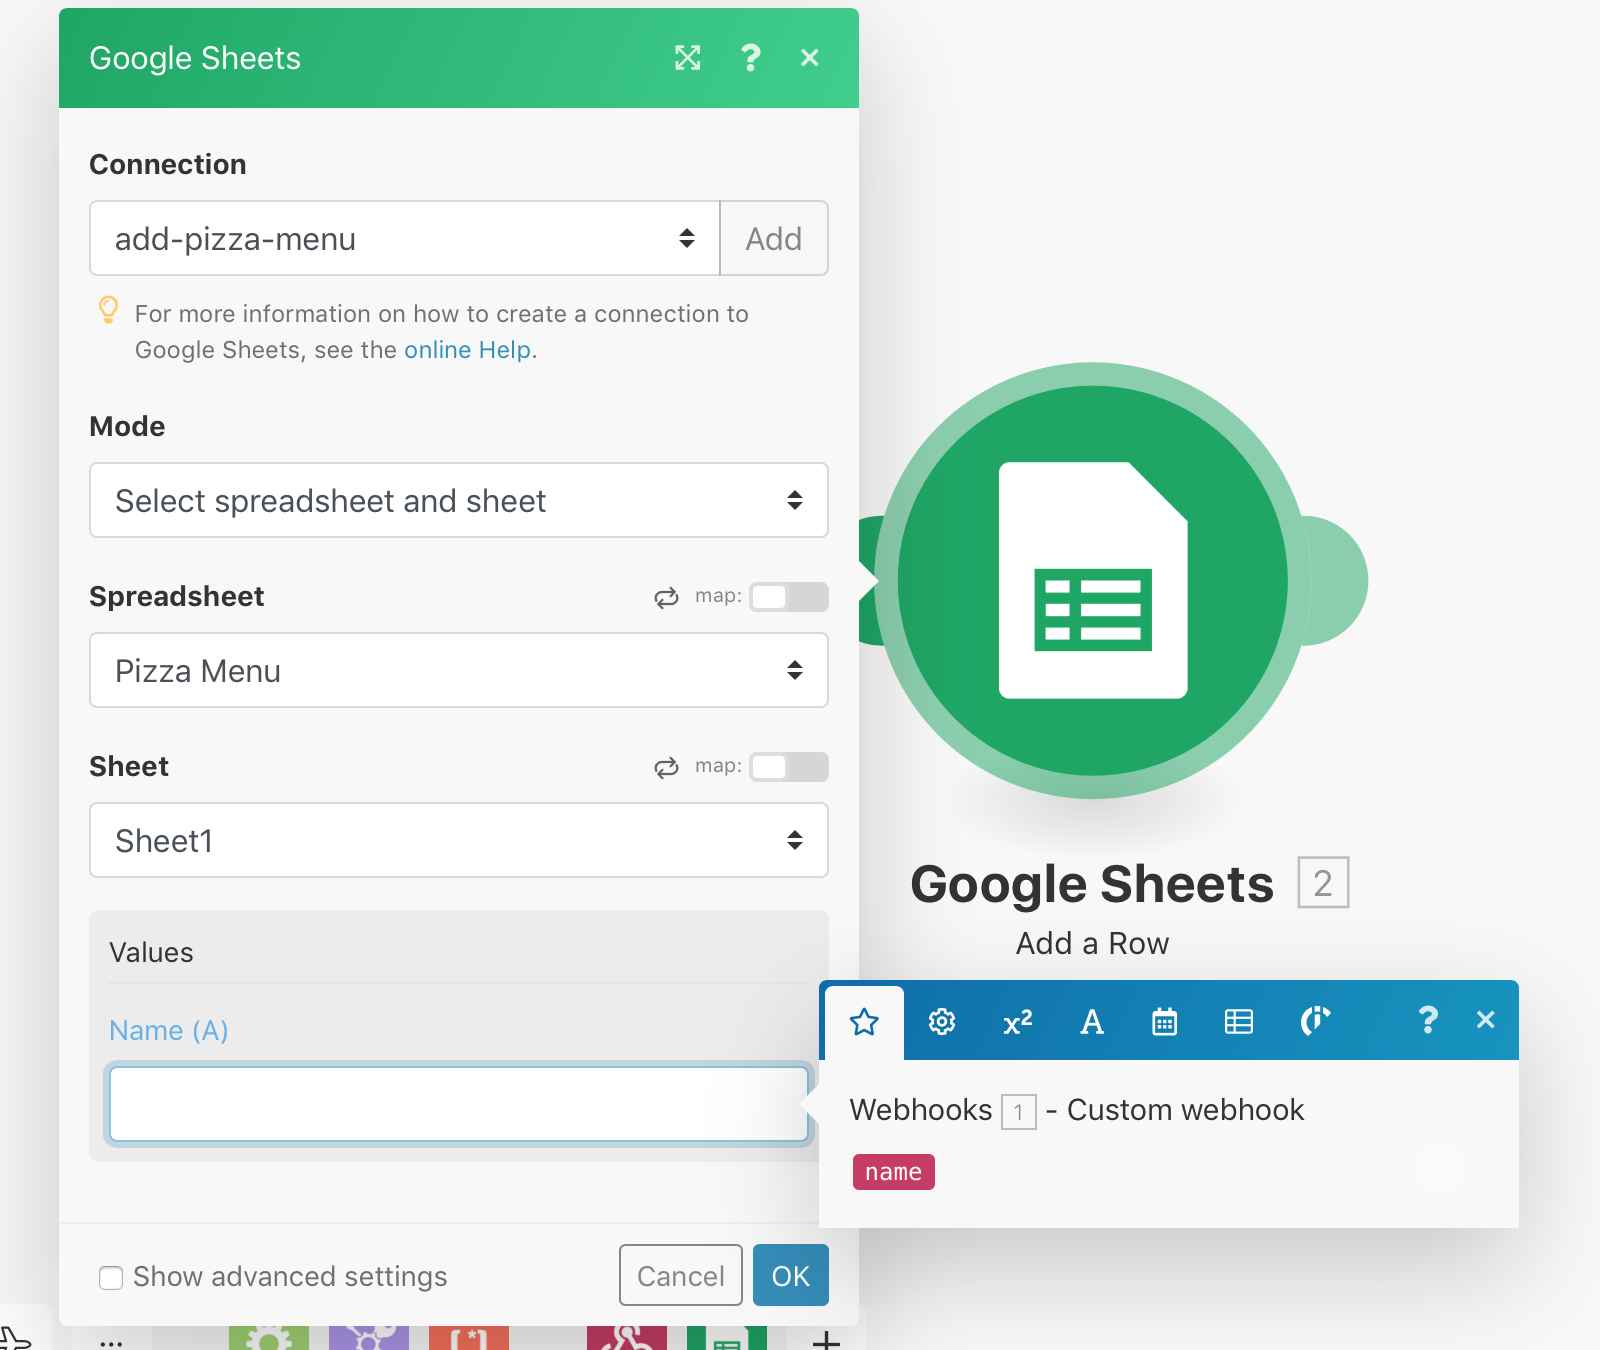 Google Sheets
?
Connection
add-pizza-menu
Add
For more information on how to create a connection to
Google Sheets, see the online Help.
Mode
Select spreadsheet and sheet
Spreadsheet
map:
Pizza Menu
Sheet
map:
Sheet1
Values
Name (A)
Show advanced settings
Cancel
OK
Google Sheets 2
Add a Row
x² A ?
Webhooks 1 - Custom webhook
name
...
[*]
+